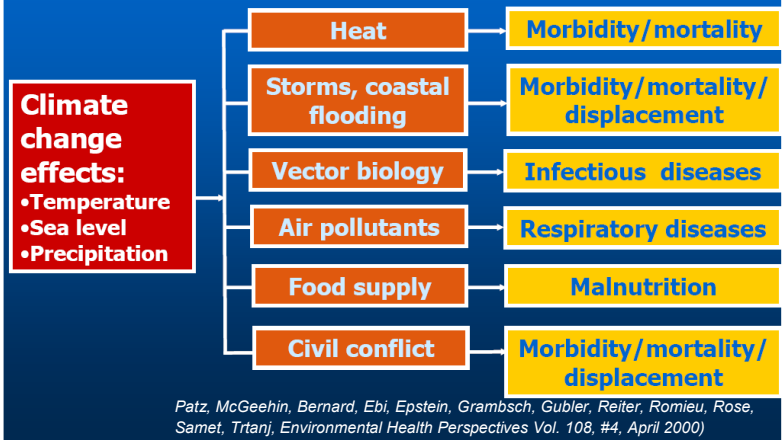 Climate
change
effects:
•Temperature
•Sea level
•Precipitation
Heat
Morbidity/mortality
Storms, coastal
flooding
Morbidity/mortality/
displacement
Vector biology
Infectious diseases
Air pollutants
Respiratory diseases
Food supply
Malnutrition
Civil conflict
Morbidity/mortality/
displacement
Patz, McGeehin, Bernard, Ebi, Epstein, Grambsch, Gubler, Reiter, Romieu, Rose,
Samet, Trtanj, Environmental Health Perspectives Vol. 108, #4, April 2000)